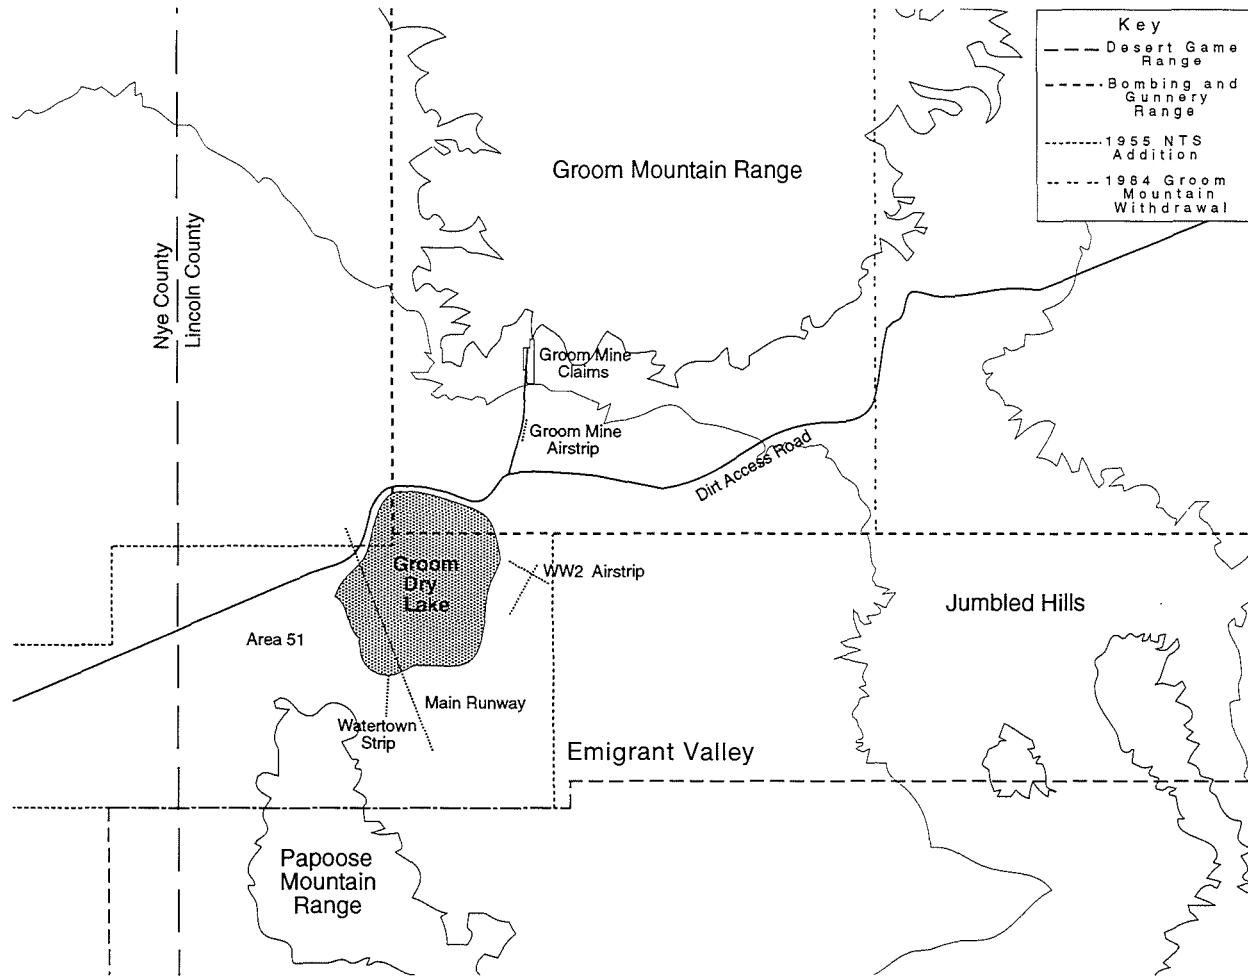 Key
Desert Game
Range
Bombing and
Gunnery
Range
1955 NTS
Addition
1984 Groom
Mountain
Withdrawal
Groom Mountain Range
Nye County
Lincoln County
Groom Mine
Claims
Groom Mine
Airstrip
Dirt Access Road
Groom
Dry
Lake
WW2 Airstrip
Jumbled Hills
Area 51
Main Runway
Watertown
Strip
Emigrant Valley
Papoose
Mountain
Range